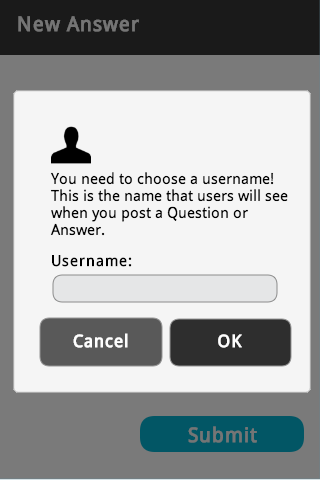 New Answer
You need to choose a username!
This is the name that users will see
when you post a Question or
Answer.
Username:
Cancel
OK
Submit